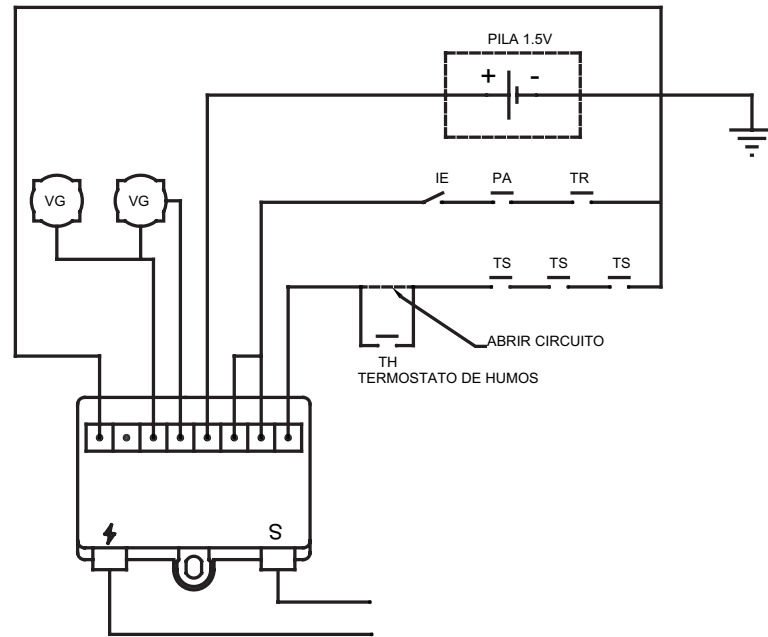 PILA 1.5V
+ -
IE PA TR
VG VG
TS TS TS
ABRIR CIRCUITO
TH
TERMOSTATO DE HUMOS
S